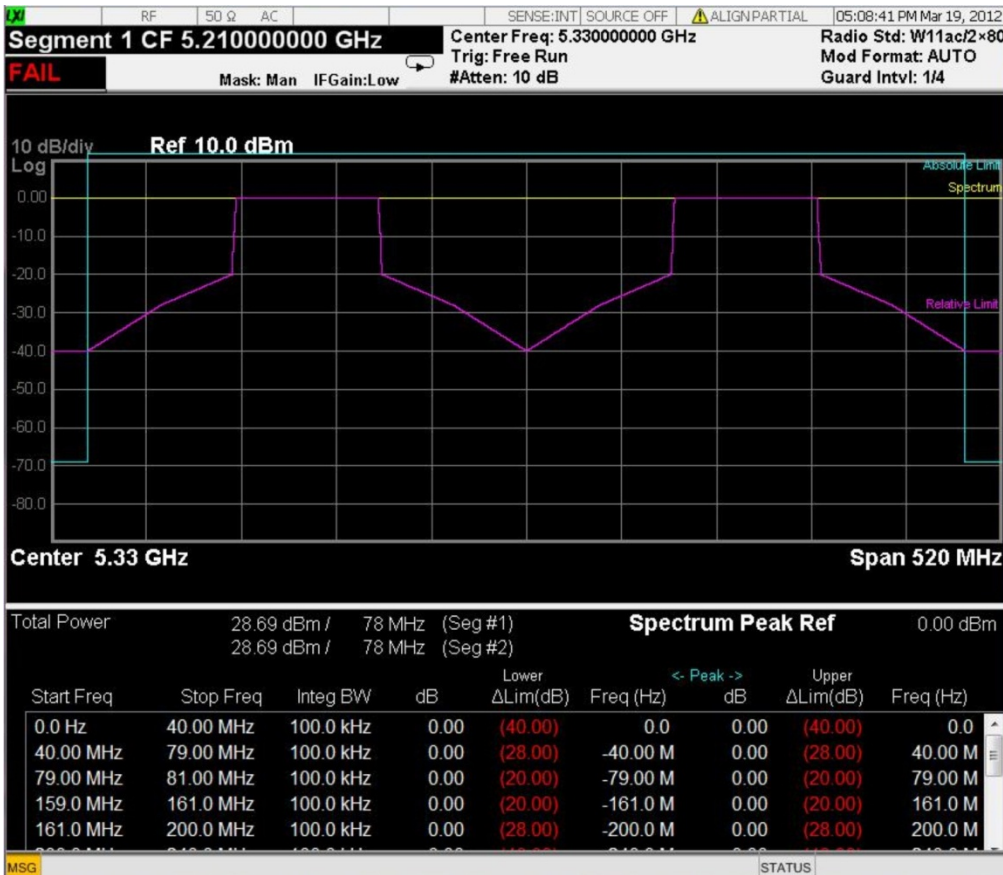 LXI RF 50 Ω AC SENSE:INT SOURCE OFF ALIGN PARTIAL 05:08:41 PM Mar 19, 2012
Segment 1 CF 5.210000000 GHz Center Freq: 5.330000000 GHz Radio Std: W11ac/2×80
Trig: Free Run Mod Format: AUTO
FAIL Mask: Man IFGain:Low #Atten: 10 dB Guard Intvl: 1/4
10 dB/div Ref 10.0 dBm
Log Absolute Limit
Spectrum
0.00
-10.0
-20.0
-30.0 Relative Limit
-40.0
-50.0
-60.0
-70.0
-80.0
Center 5.33 GHz Span 520 MHz
Total Power 28.69 dBm / 78 MHz (Seg #1) Spectrum Peak Ref 0.00 dBm
28.69 dBm / 78 MHz (Seg #2)
Lower <- Peak -> Upper
Start Freq Stop Freq Integ BW dB ΔLim(dB) Freq (Hz) dB ΔLim(dB) Freq (Hz)
0.0 Hz 40.00 MHz 100.0 kHz 0.00 (40.00) 0.0 0.00 (40.00) 0.0
40.00 MHz 79.00 MHz 100.0 kHz 0.00 (28.00) -40.00 M 0.00 (28.00) 40.00 M
79.00 MHz 81.00 MHz 100.0 kHz 0.00 (20.00) -79.00 M 0.00 (20.00) 79.00 M
159.0 MHz 161.0 MHz 100.0 kHz 0.00 (20.00) -161.0 M 0.00 (20.00) 161.0 M
161.0 MHz 200.0 MHz 100.0 kHz 0.00 (28.00) -200.0 M 0.00 (28.00) 200.0 M
MSG STATUS